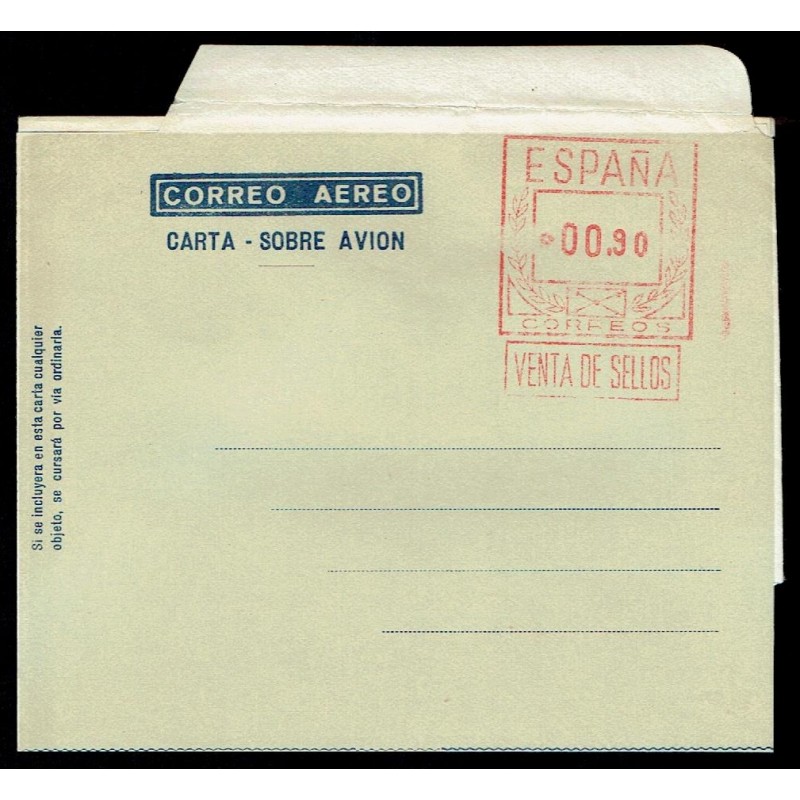 CORREO AEREO
CARTA - SOBRE AVION
ESPAÑA
00.90
CORREOS
VENTA DE SELLOS
Si se incluyera en esta carta cualquier
objeto, se cursará por vía ordinaria.